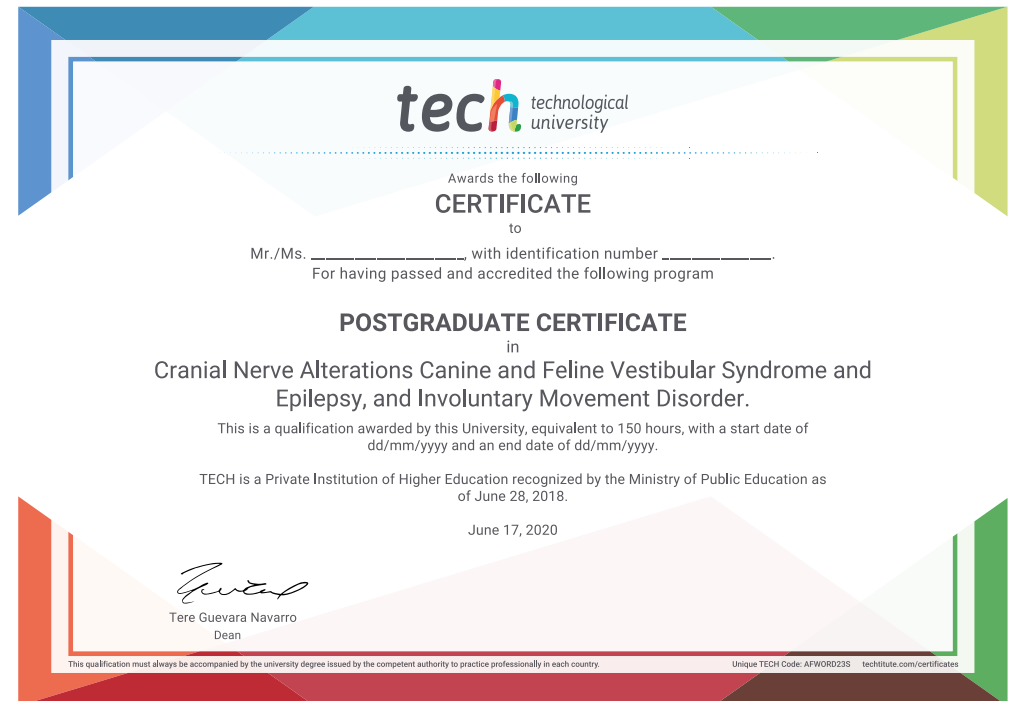 tech technological
university
Awards the following
CERTIFICATE
to
Mr./Ms. _____________, with identification number __________.
For having passed and accredited the following program
POSTGRADUATE CERTIFICATE
in
Cranial Nerve Alterations Canine and Feline Vestibular Syndrome and
Epilepsy, and Involuntary Movement Disorder.
This is a qualification awarded by this University, equivalent to 150 hours, with a start date of
dd/mm/yyyy and an end date of dd/mm/yyyy.
TECH is a Private Institution of Higher Education recognized by the Ministry of Public Education as
of June 28, 2018.
June 17, 2020
Tere Guevara Navarro
Dean
This qualification must always be accompanied by the university degree issued by the competent authority to practice professionally in each country.
Unique TECH Code: AFWORD23S techtitute.com/certificates